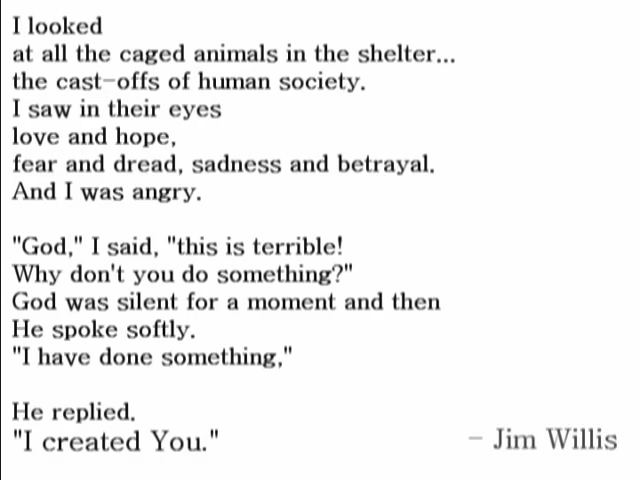 I looked
at all the caged animals in the shelter...
the cast-offs of human society.
I saw in their eyes
love and hope,
fear and dread, sadness and betrayal.
And I was angry.
"God," I said, "this is terrible!
Why don't you do something?"
God was silent for a moment and then
He spoke softly.
"I have done something,"
He replied.
"I created You."
- Jim Willis